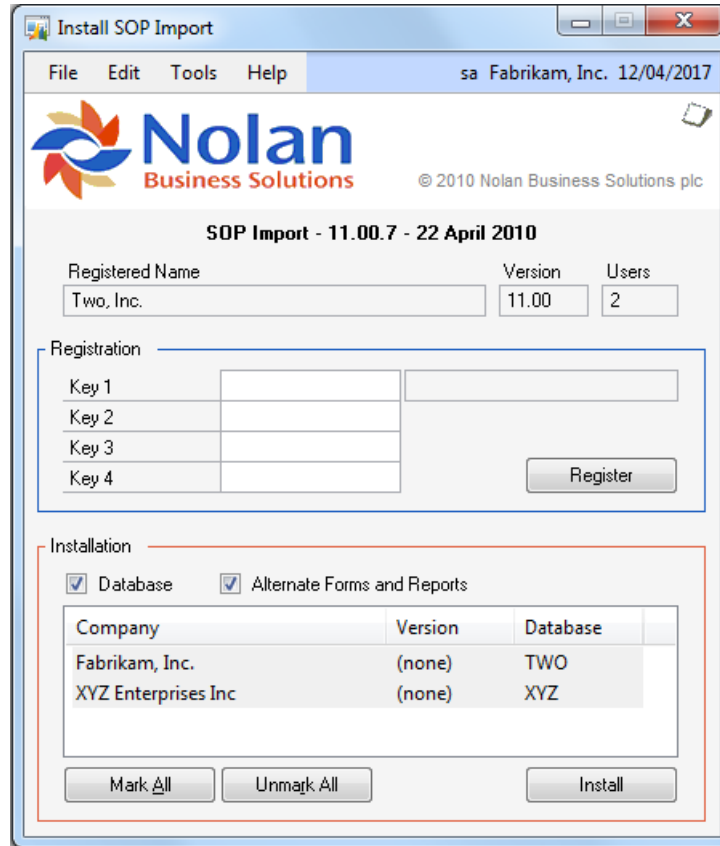 Install SOP Import
File Edit Tools Help sa Fabrikam, Inc. 12/04/2017
Nolan
Business Solutions
© 2010 Nolan Business Solutions plc
SOP Import - 11.00.7 - 22 April 2010
Registered Name Version Users
Two, Inc. 11.00 2
Registration
Key 1
Key 2
Key 3
Key 4
Register
Installation
Database Alternate Forms and Reports
Company Version Database
Fabrikam, Inc. (none) TWO
XYZ Enterprises Inc (none) XYZ
Mark All Unmark All Install